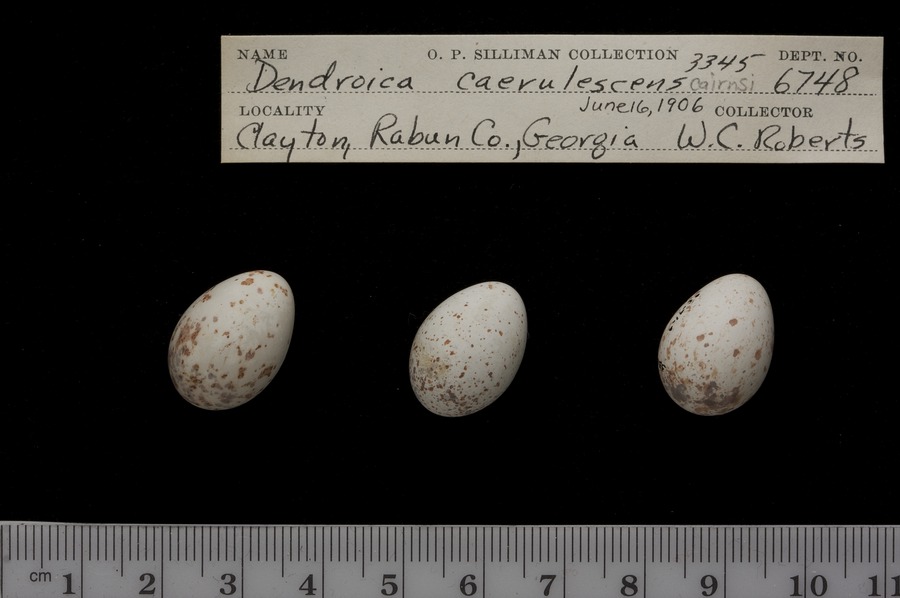 NAME O. P. SILLIMAN COLLECTION 3345 DEPT. NO.
Dendroica caerulescens cairnsi 6748
LOCALITY June 16, 1906 COLLECTOR
Clayton, Rabun Co., Georgia W. C. Roberts
cm 1 2 3 4 5 6 7 8 9 10 11